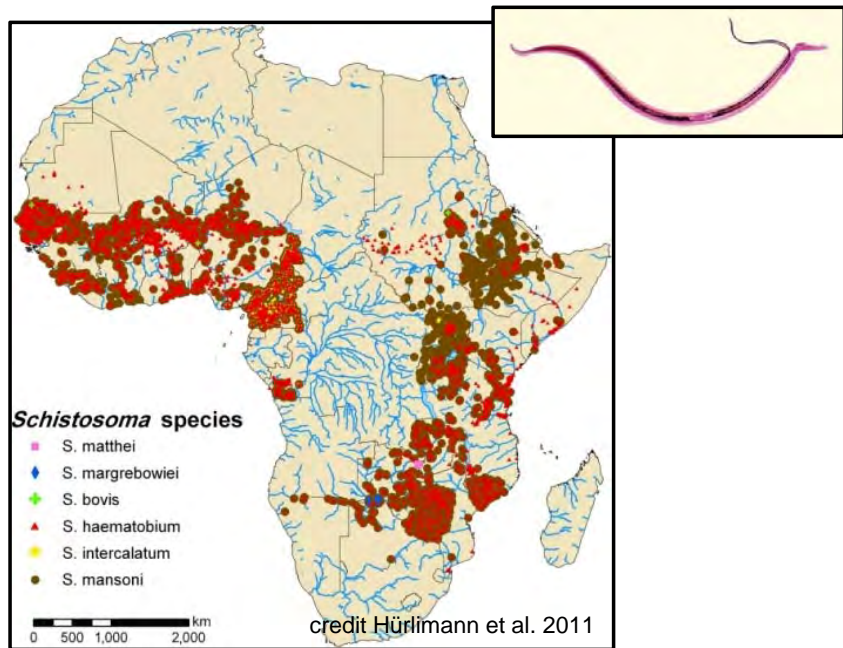 Schistosoma species
S. matthei
S. margrebowiei
S. bovis
S. haematobium
S. intercalatum
S. mansoni
km
0 500 1,000 2,000
credit Hürlimann et al. 2011